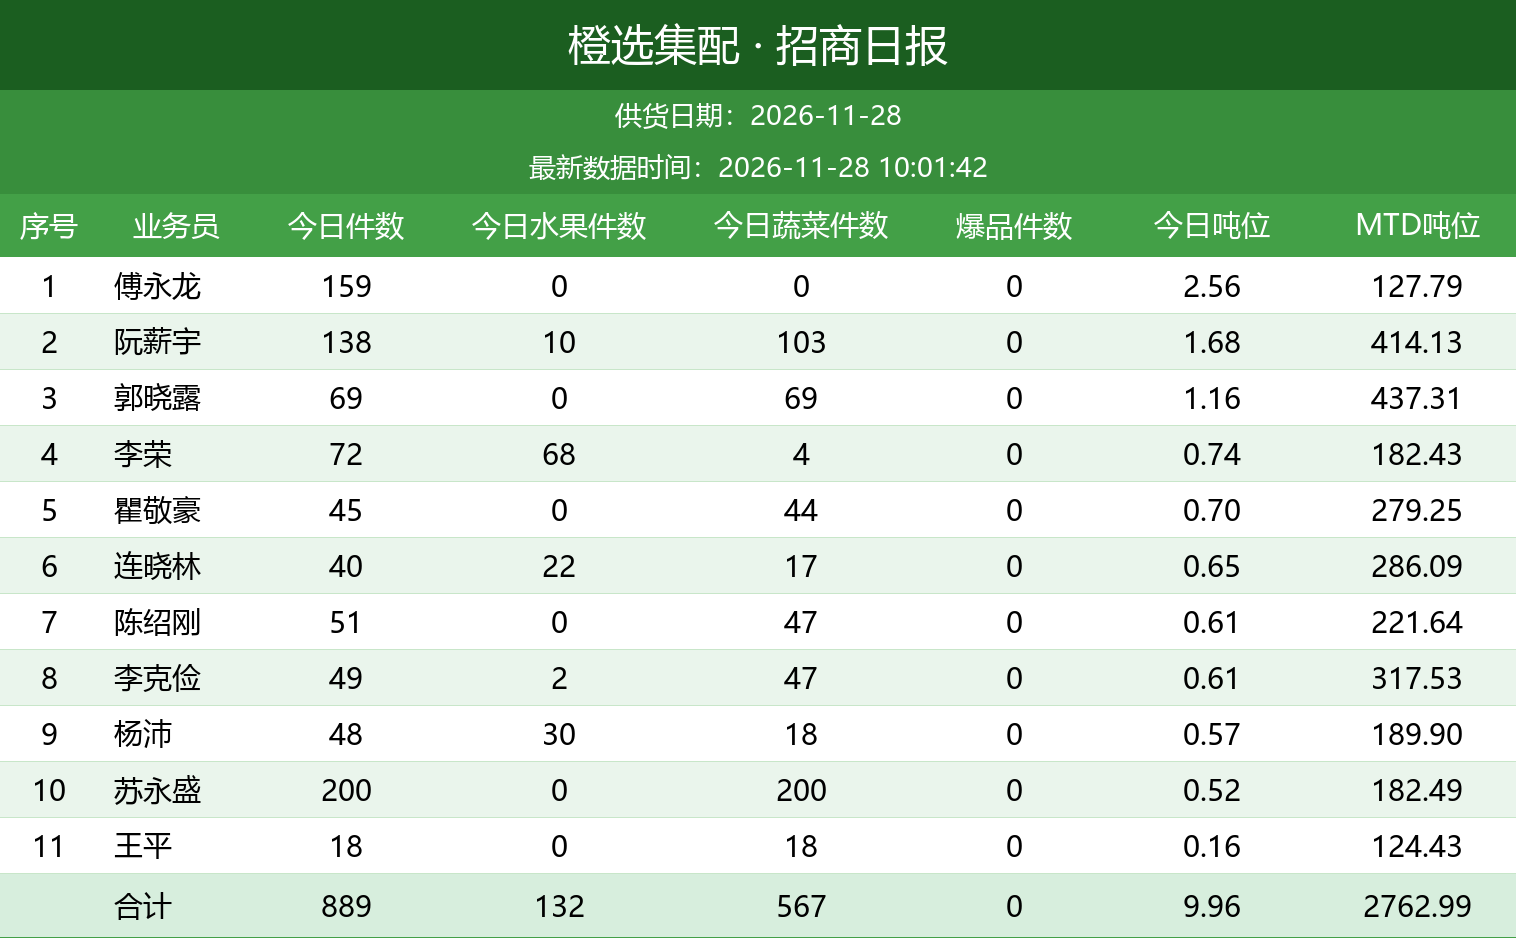 橙选集配 · 招商日报
供货日期：2026-11-28
最新数据时间：2026-11-28 10:01:42
序号 业务员 今日件数 今日水果件数 今日蔬菜件数 爆品件数 今日吨位 MTD吨位
1 傅永龙 159 0 0 0 2.56 127.79
2 阮薪宇 138 10 103 0 1.68 414.13
3 郭晓露 69 0 69 0 1.16 437.31
4 李荣 72 68 4 0 0.74 182.43
5 瞿敬豪 45 0 44 0 0.70 279.25
6 连晓林 40 22 17 0 0.65 286.09
7 陈绍刚 51 0 47 0 0.61 221.64
8 李克俭 49 2 47 0 0.61 317.53
9 杨沛 48 30 18 0 0.57 189.90
10 苏永盛 200 0 200 0 0.52 182.49
11 王平 18 0 18 0 0.16 124.43
合计 889 132 567 0 9.96 2762.99